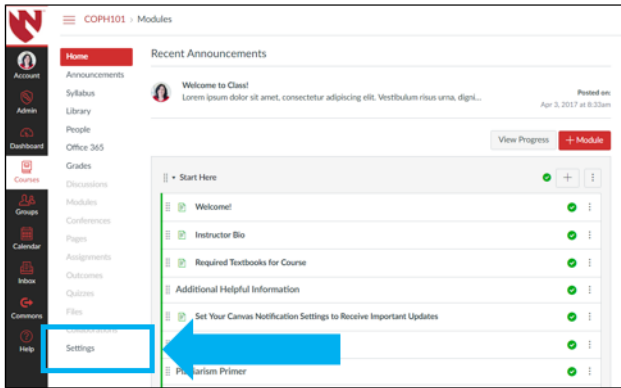 N
COPH101 > Modules
Account
Admin
Dashboard
Courses
Groups
Calendar
Inbox
Commons
Help
Home
Announcements
Syllabus
Library
People
Office 365
Grades
Discussions
Modules
Conferences
Pages
Assignments
Outcomes
Quizzes
Files
Collaborations
Settings
Recent Announcements
Welcome to Class!
Lorem ipsum dolor sit amet, consectetur adipiscing elit. Vestibulum risus urna, digni...
Posted on:
Apr 3, 2017 at 8:33am
View Progress
+ Module
Start Here
Welcome!
Instructor Bio
Required Textbooks for Course
Additional Helpful Information
Set Your Canvas Notification Settings to Receive Important Updates
Primer